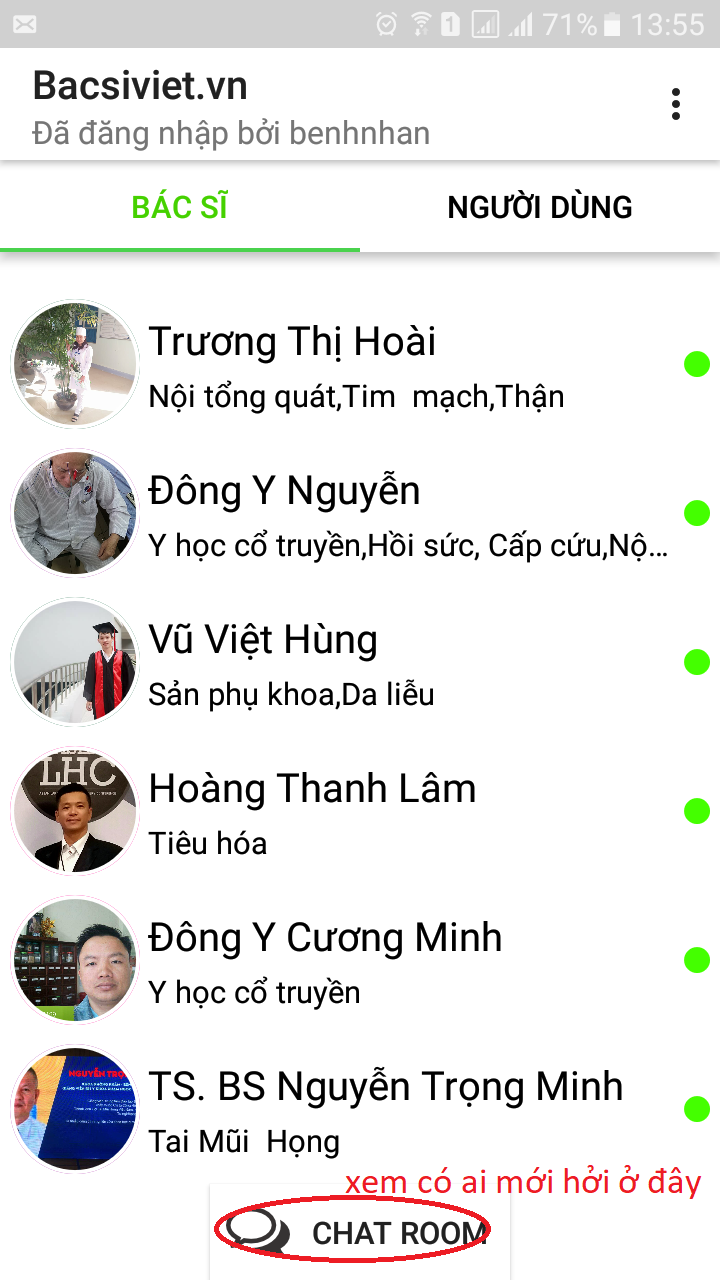 71% 13:55
Bacsiviet.vn
Đã đăng nhập bởi benhnhan
BÁC SĨ
NGƯỜI DÙNG
Trương Thị Hoài
Nội tổng quát,Tim mạch,Thận
Đông Y Nguyễn
Y học cổ truyền,Hồi sức, Cấp cứu,Nộ...
Vũ Việt Hùng
Sản phụ khoa,Da liễu
LHC
Hoàng Thanh Lâm
Tiêu hóa
Đông Y Cương Minh
Y học cổ truyền
NGUYỄN TRỌ
TS. BS Nguyễn Trọng Minh
Tai Mũi Họng
xem có ai mới hởi ở đây
CHAT ROOM